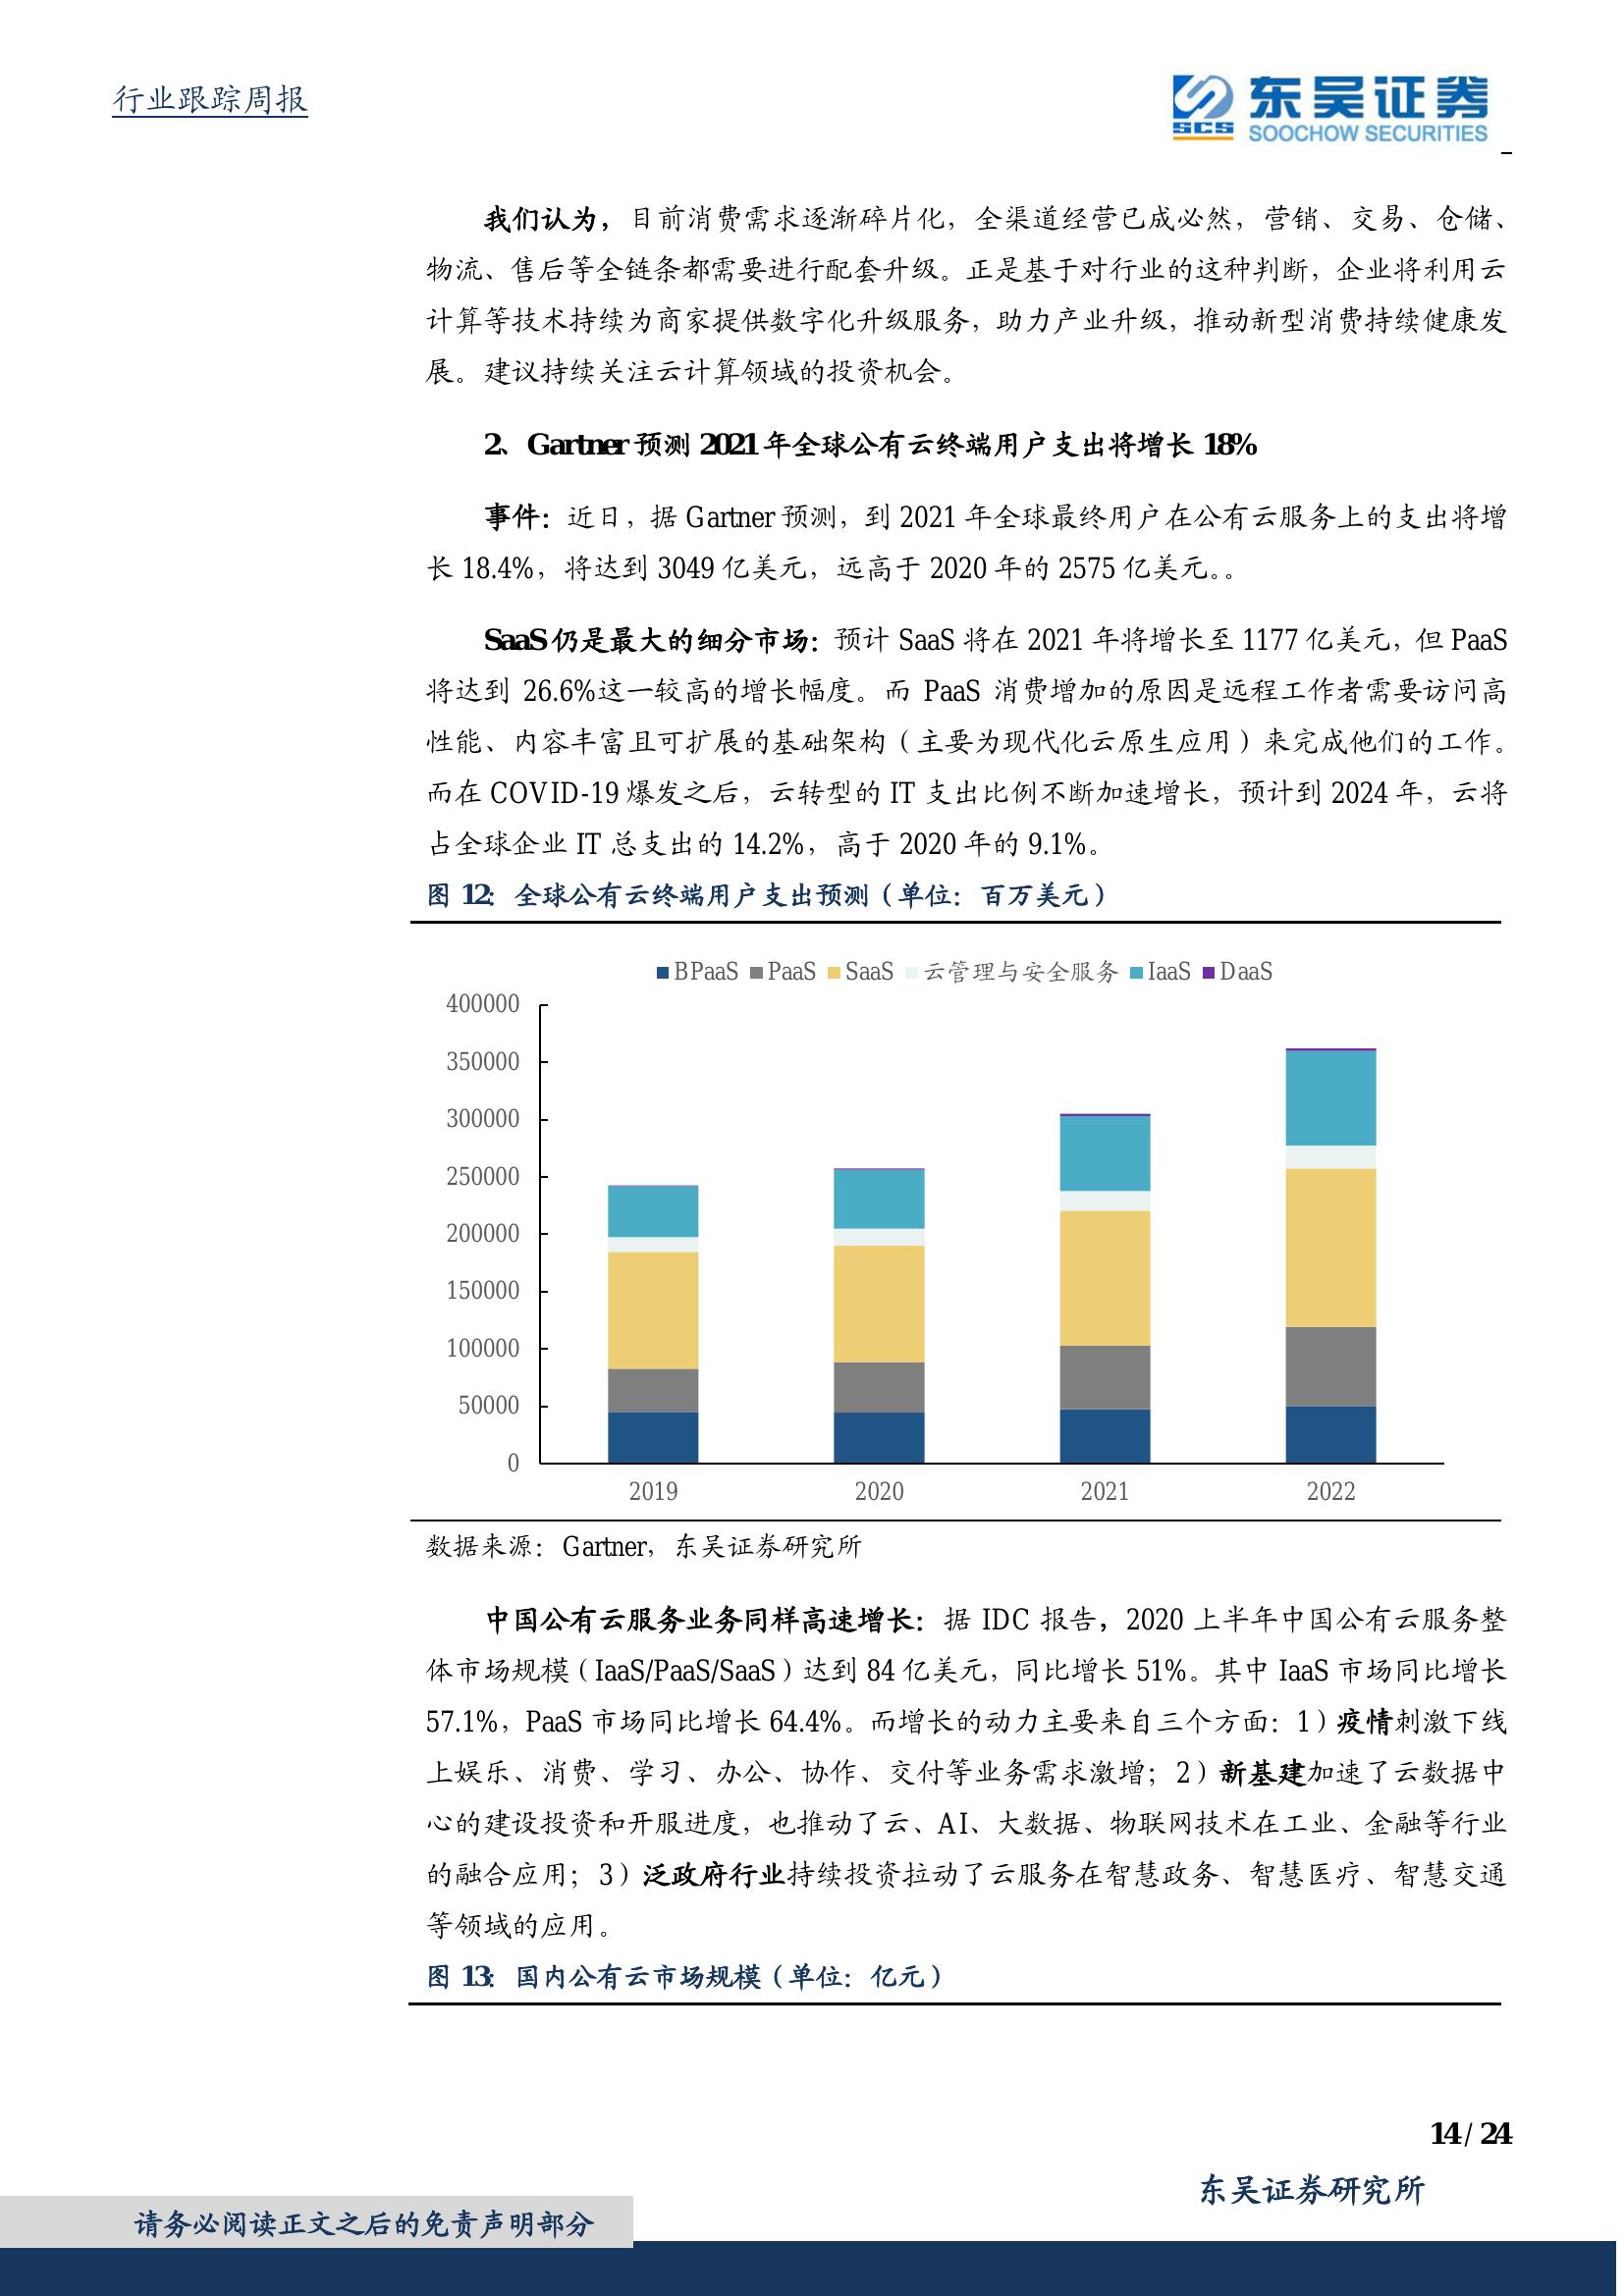 行业跟踪周报
东吴证券
SCS
SOOCHOW SECURITIES
我们认为，目前消费需求逐渐碎片化，全渠道经营已成必然，营销、交易、仓储、
物流、售后等全链条都需要进行配套升级。正是基于对行业的这种判断，企业将利用云
计算等技术持续为商家提供数字化升级服务，助力产业升级，推动新型消费持续健康发
展。建议持续关注云计算领域的投资机会。
2、Gartner 预测 2021 年全球公有云终端用户支出将增长 18%
事件：近日，据 Gartner 预测，到 2021 年全球最终用户在公有云服务上的支出将增
长 18.4%，将达到 3049 亿美元，远高于 2020 年的 2575 亿美元。。
SaaS 仍是最大的细分市场：预计 SaaS 将在 2021 年将增长至 1177 亿美元，但 PaaS
将达到 26.6%这一较高的增长幅度。而 PaaS 消费增加的原因是远程工作者需要访问高
性能、内容丰富且可扩展的基础架构（主要为现代化云原生应用）来完成他们的工作。
而在 COVID-19 爆发之后，云转型的 IT 支出比例不断加速增长，预计到 2024 年，云将
占全球企业 IT 总支出的 14.2%，高于 2020 年的 9.1%。
图 12：全球公有云终端用户支出预测（单位：百万美元）
BPaaS PaaS SaaS 云管理与安全服务 IaaS DaaS
400000
350000
300000
250000
200000
150000
100000
50000
0
2019 2020 2021 2022
数据来源：Gartner，东吴证券研究所
中国公有云服务业务同样高速增长：据 IDC 报告，2020 上半年中国公有云服务整
体市场规模（IaaS/PaaS/SaaS）达到 84 亿美元，同比增长 51%。其中 IaaS 市场同比增长
57.1%，PaaS 市场同比增长 64.4%。而增长的动力主要来自三个方面：1）疫情刺激下线
上娱乐、消费、学习、办公、协作、交付等业务需求激增；2）新基建加速了云数据中
心的建设投资和开服进度，也推动了云、AI、大数据、物联网技术在工业、金融等行业
的融合应用；3）泛政府行业持续投资拉动了云服务在智慧政务、智慧医疗、智慧交通
等领域的应用。
图 13：国内公有云市场规模（单位：亿元）
14 / 24
东吴证券研究所
请务必阅读正文之后的免责声明部分